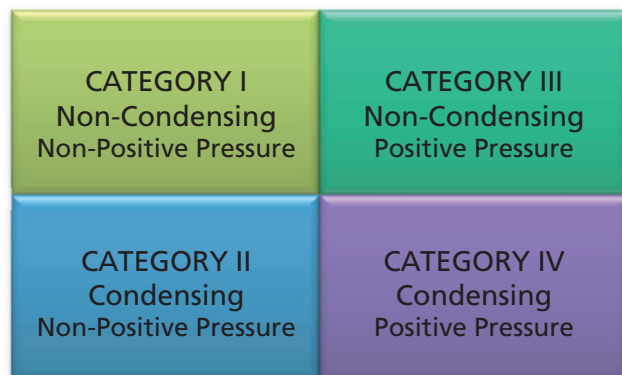 CATEGORY I
Non-Condensing
Non-Positive Pressure
CATEGORY III
Non-Condensing
Positive Pressure
CATEGORY II
Condensing
Non-Positive Pressure
CATEGORY IV
Condensing
Positive Pressure